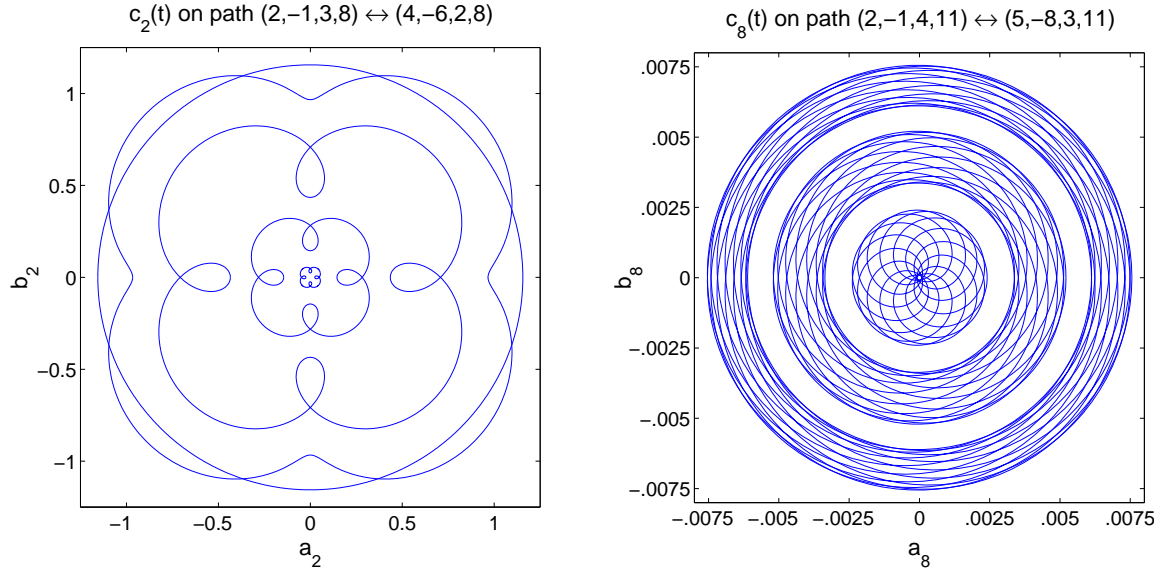 c₂(t) on path (2,−1,3,8) ↔ (4,−6,2,8)
1
0.5
0
−0.5
−1
b₂
−1 −0.5 0 0.5 1
a₂
c₈(t) on path (2,−1,4,11) ↔ (5,−8,3,11)
.0075
.005
.0025
0
−.0025
−.005
−.0075
b₈
−.0075 −.005 −.0025 0 .0025 .005 .0075
a₈